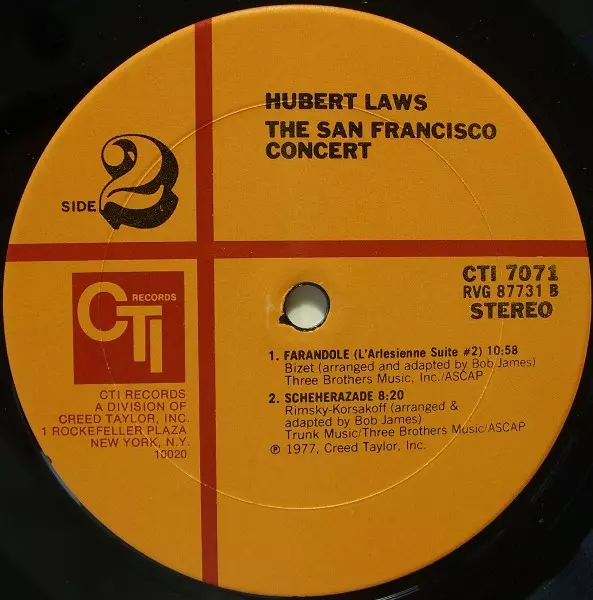 HUBERT LAWS
THE SAN FRANCISCO
CONCERT
SIDE 2
CTI 7071
RVG 87731 B
STEREO
CTI RECORDS
1. FARANDOLE (L'Arlesienne Suite #2) 10:58
Bizet (arranged and adapted by Bob James)
Three Brothers Music, Inc./ASCAP
2. SCHEHERAZADE 8:20
Rimsky-Korsakoff (arranged &
adapted by Bob James)
Trunk Music/Three Brothers Music/ASCAP
℗ 1977, Creed Taylor, Inc.
CTI RECORDS
A DIVISION OF
CREED TAYLOR, INC.
1 ROCKEFELLER PLAZA
NEW YORK, N.Y.
10020